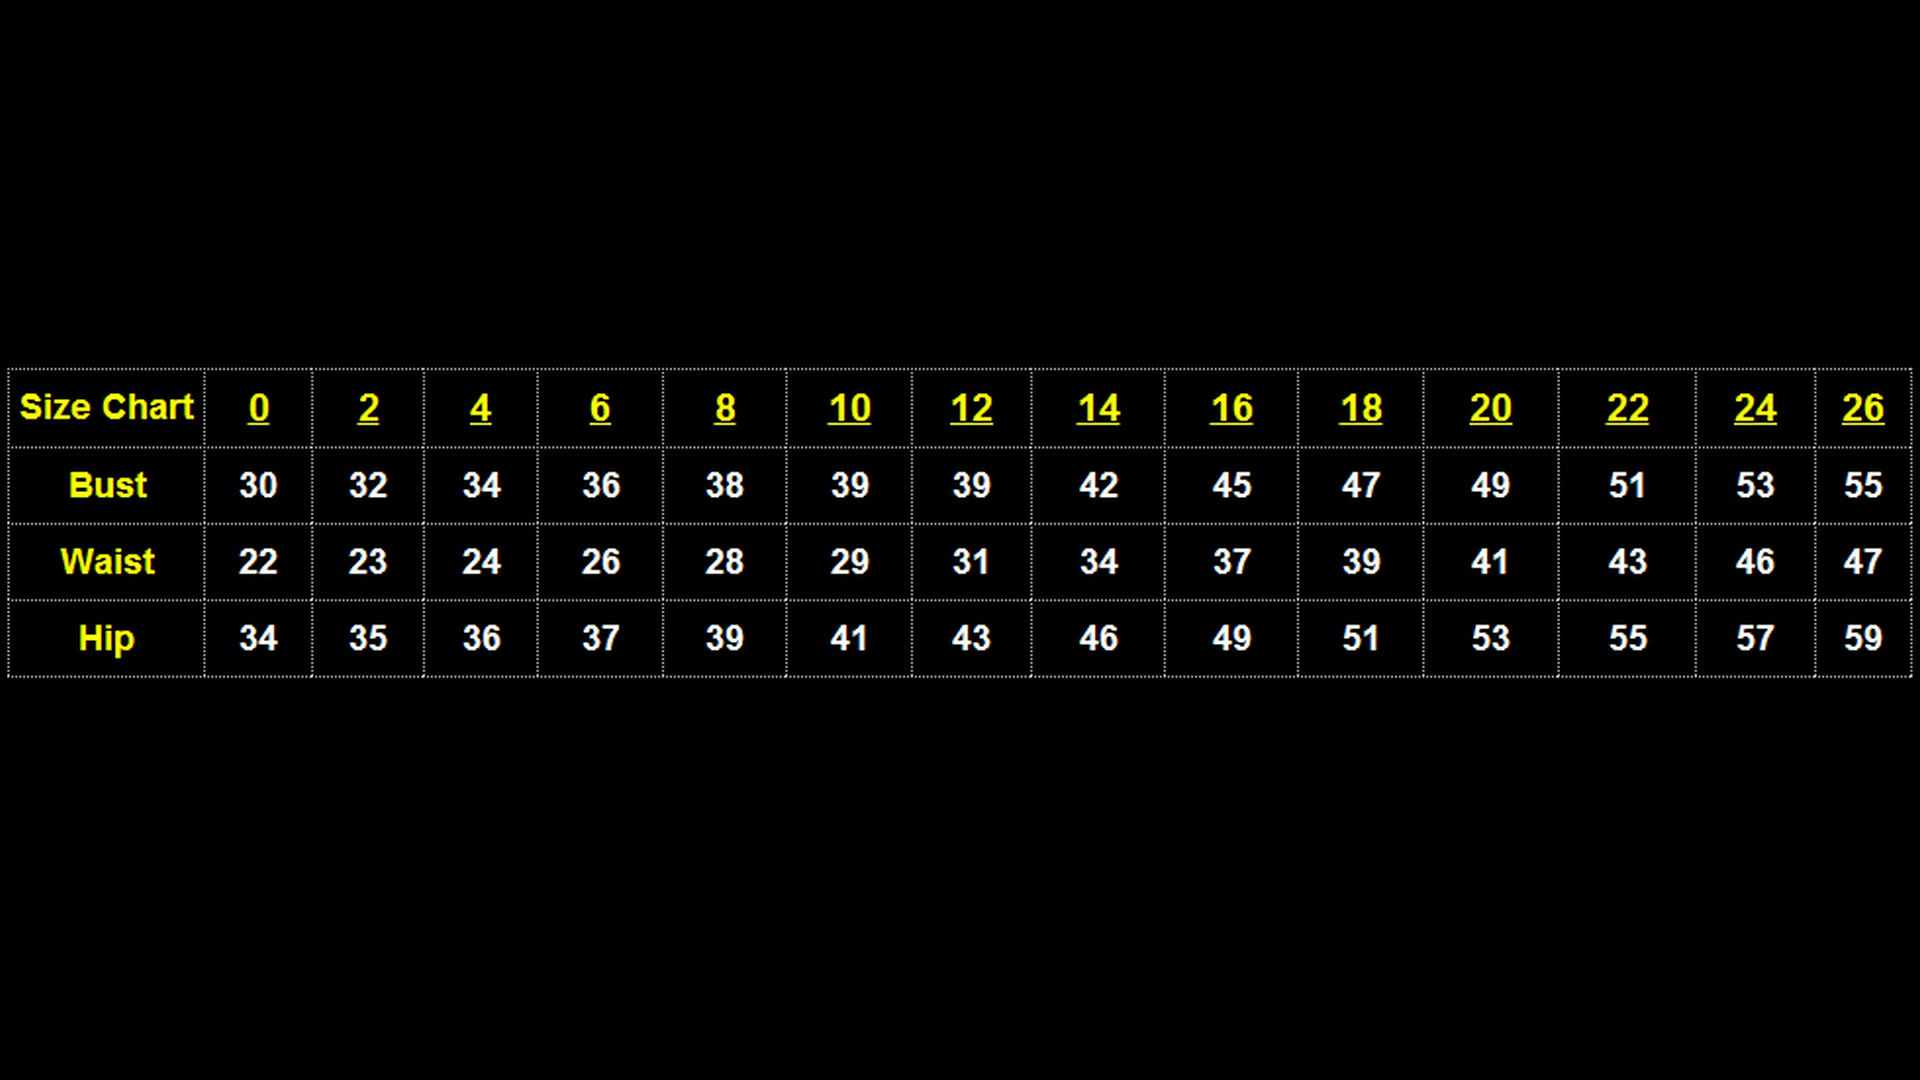 Size Chart 0 2 4 6 8 10 12 14 16 18 20 22 24 26
Bust 30 32 34 36 38 39 39 42 45 47 49 51 53 55
Waist 22 23 24 26 28 29 31 34 37 39 41 43 46 47
Hip 34 35 36 37 39 41 43 46 49 51 53 55 57 59